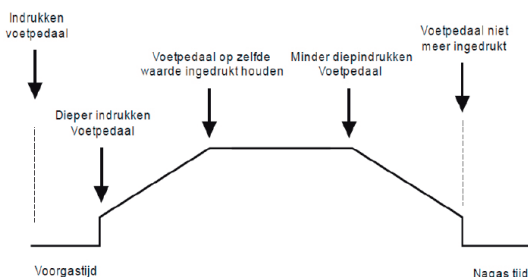 Indrukken
voetpedaal
Dieper indrukken
Voetpedaal
Voetpedaal op zelfde
waarde ingedrukt houden
Minder diepindrukken
Voetpedaal
Voetpedaal niet
meer ingedrukt
Voorgastijd
Nagas tijd